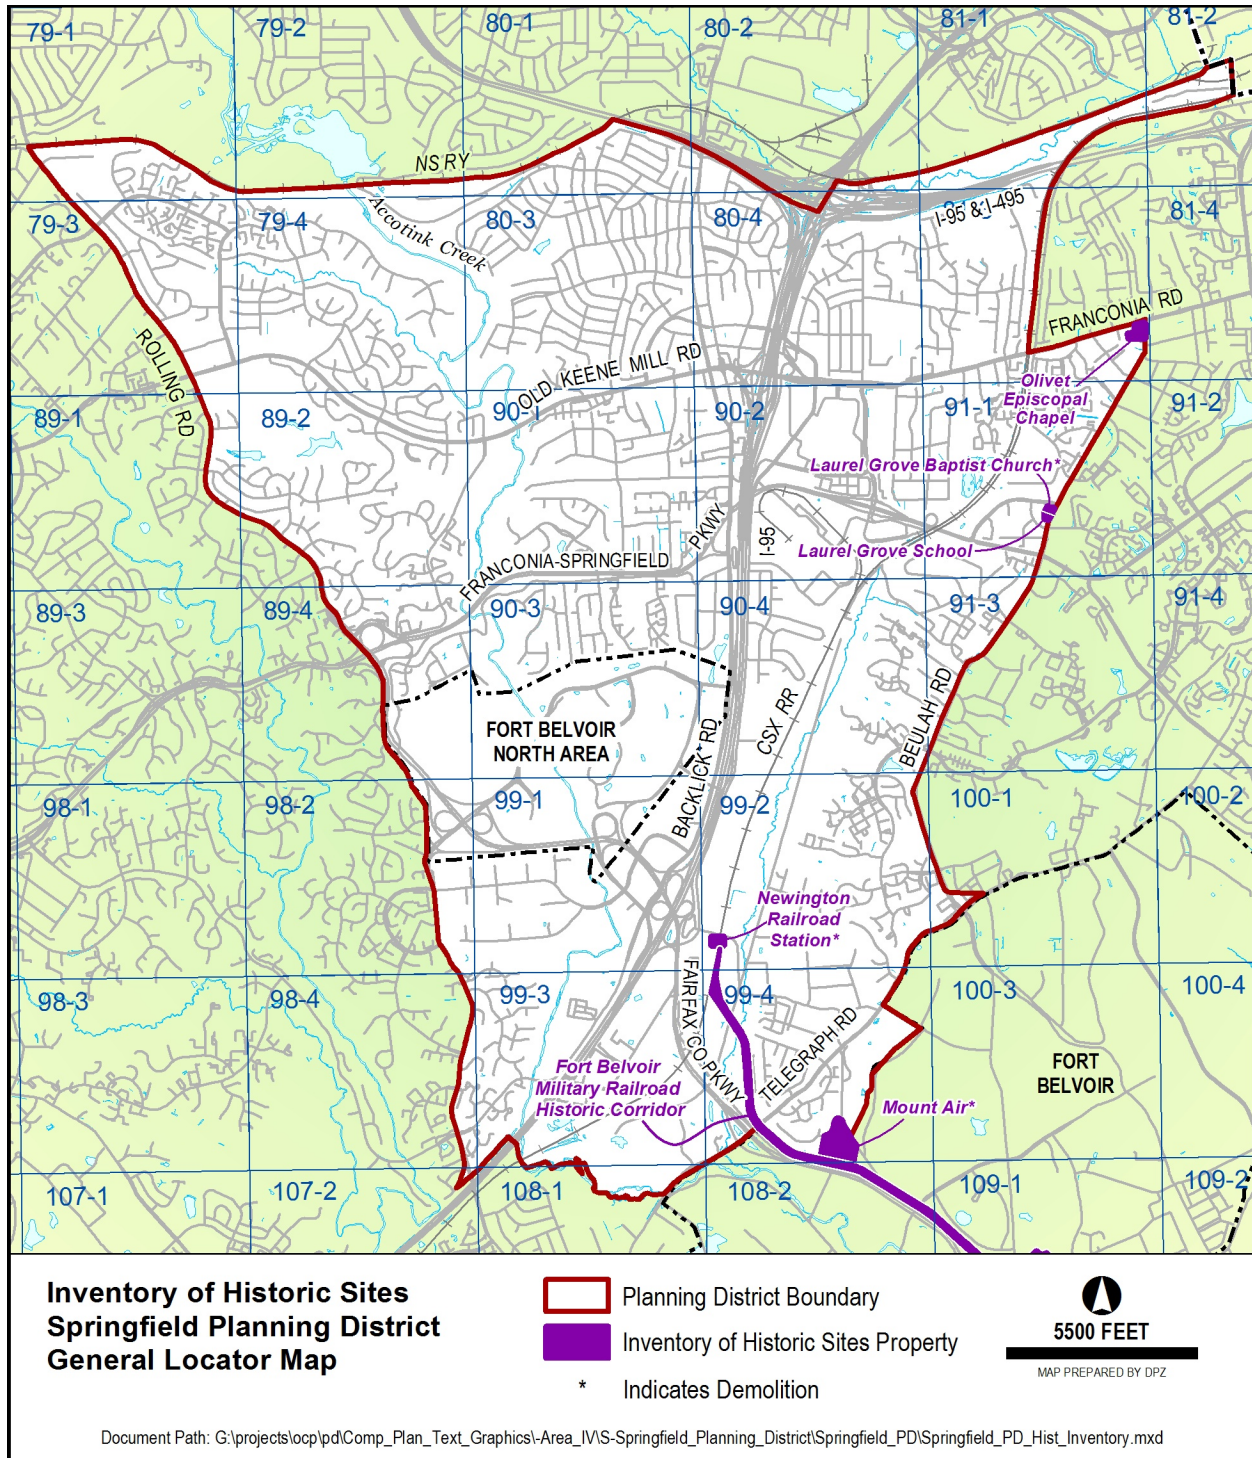 79-1
79-2
80-1
80-2
81-1
81-2
NS RY
Accotink Creek
79-3
79-4
80-3
80-4
I-95 & I-495
81-4
ROLLING RD
FRANCONIA RD
OLD KEENE MILL RD
Olivet
Episcopal
Chapel
89-1
89-2
90-1
90-2
91-1
91-2
Laurel Grove Baptist Church*
PKWY
I-95
Laurel Grove School
FRANCONIA-SPRINGFIELD
89-3
89-4
90-3
90-4
91-3
91-4
FORT BELVOIR
NORTH AREA
BACKLICK RD
CSX RR
BEULAH RD
98-1
98-2
99-1
99-2
100-1
100-2
Newington
Railroad
Station*
98-3
98-4
99-3
99-4
100-3
100-4
FAIRFAX CO PKWY
TELEGRAPH RD
Fort Belvoir
Military Railroad
Historic Corridor
Mount Air*
FORT
BELVOIR
107-1
107-2
108-1
108-2
109-1
109-2
Inventory of Historic Sites
Springfield Planning District
General Locator Map
Planning District Boundary
Inventory of Historic Sites Property
* Indicates Demolition
5500 FEET
MAP PREPARED BY DPZ
Document Path: G:\projects\ocp\pd\Comp_Plan_Text_Graphics\-Area_IV\S-Springfield_Planning_District\Springfield_PD\Springfield_PD_Hist_Inventory.mxd